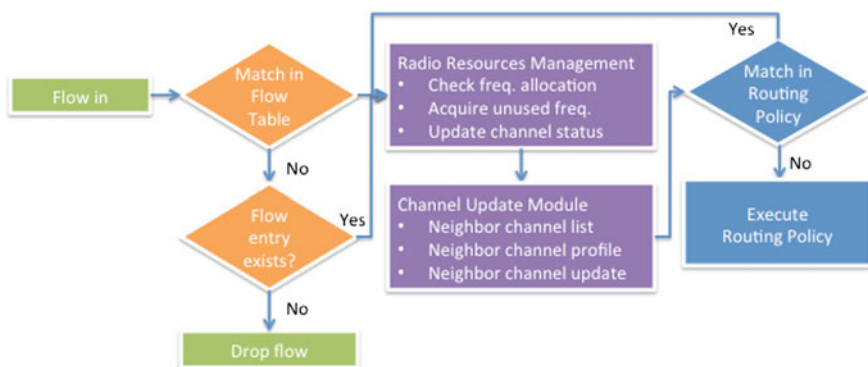 Flow in
Match in
Flow
Table
No
Flow
entry
exists?
Yes
No
Drop flow
Radio Resources Management
• Check freq. allocation
• Acquire unused freq.
• Update channel status
Channel Update Module
• Neighbor channel list
• Neighbor channel profile
• Neighbor channel update
Yes
Match in
Routing
Policy
No
Execute
Routing Policy